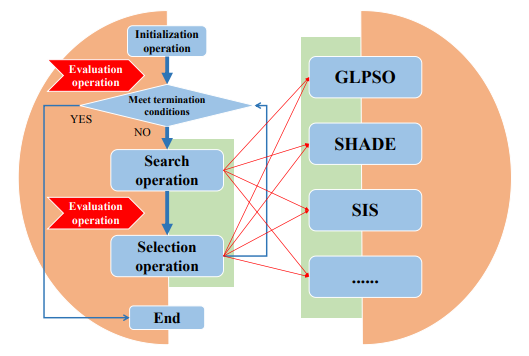 Initialization
operation
Evaluation
operation
Meet termination
conditions
YES
NO
Search
operation
Evaluation
operation
Selection
operation
End
GLPSO
SHADE
SIS
......